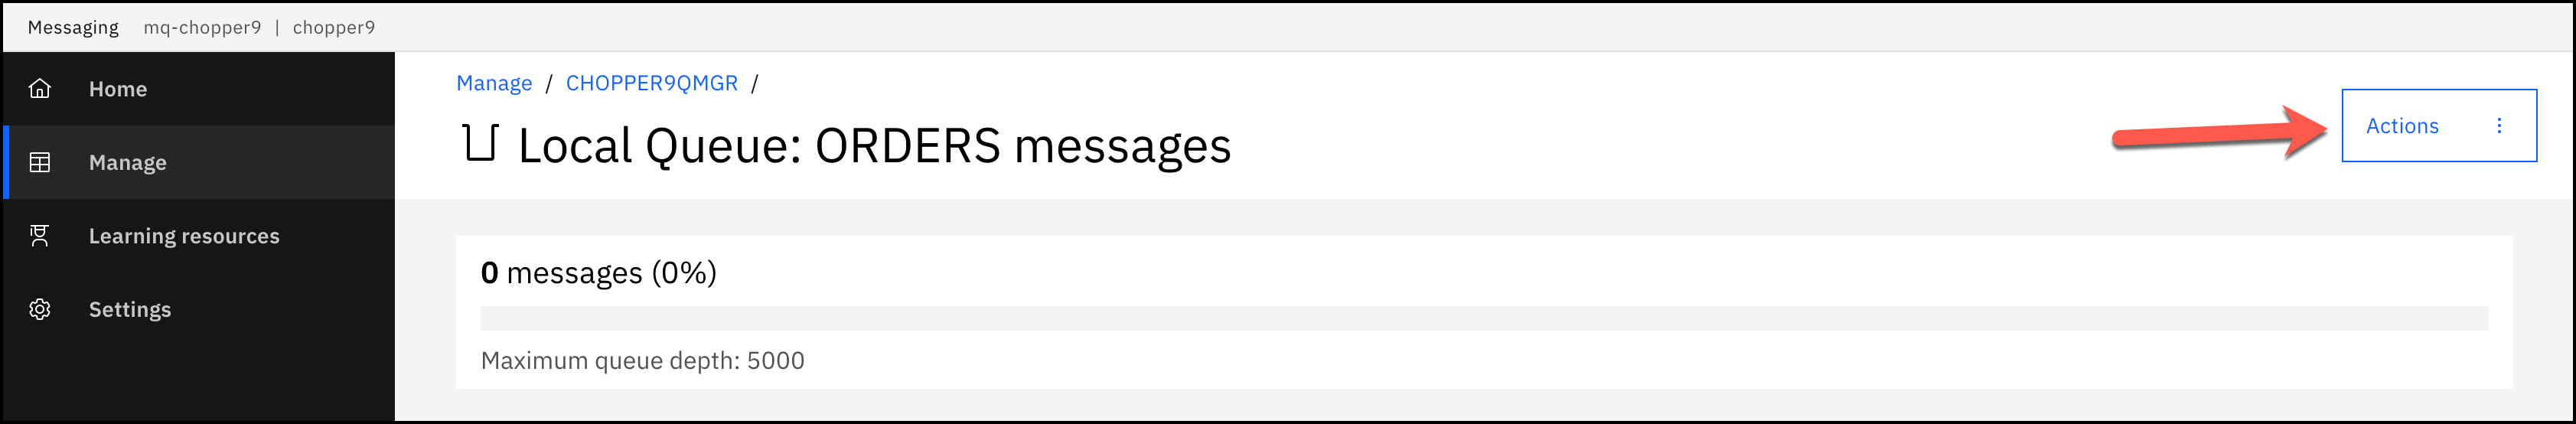 Messaging mq-chopper9 | chopper9
Home
Manage
Learning resources
Settings
Manage / CHOPPER9QMGR /
Local Queue: ORDERS messages
Actions
0 messages (0%)
Maximum queue depth: 5000